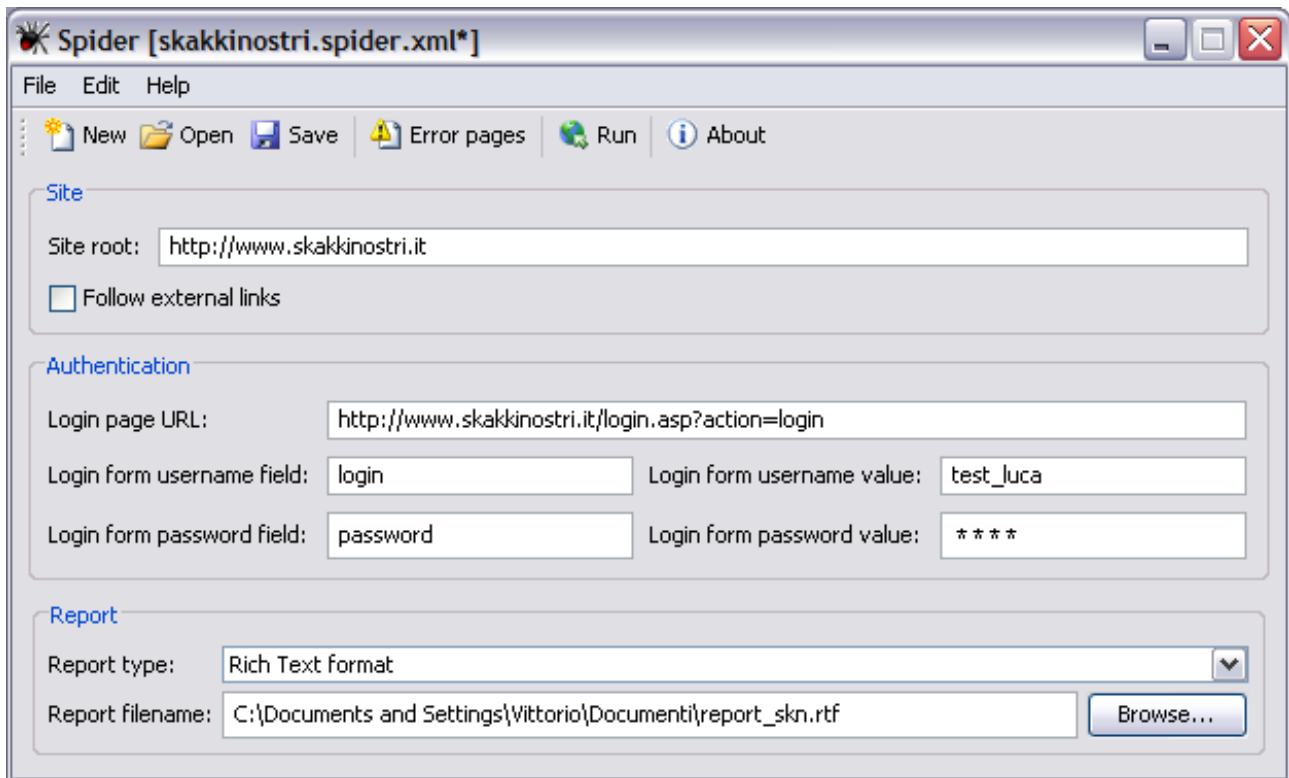 Spider [skakkinostri.spider.xml*]
File Edit Help
New Open Save Error pages Run About
Site
Site root: http://www.skakkinostri.it
Follow external links
Authentication
Login page URL: http://www.skakkinostri.it/login.asp?action=login
Login form username field: login Login form username value: test_luca
Login form password field: password Login form password value: ****
Report
Report type: Rich Text format
Report filename: C:\Documents and Settings\Vittorio\Documenti\report_skn.rtf Browse...